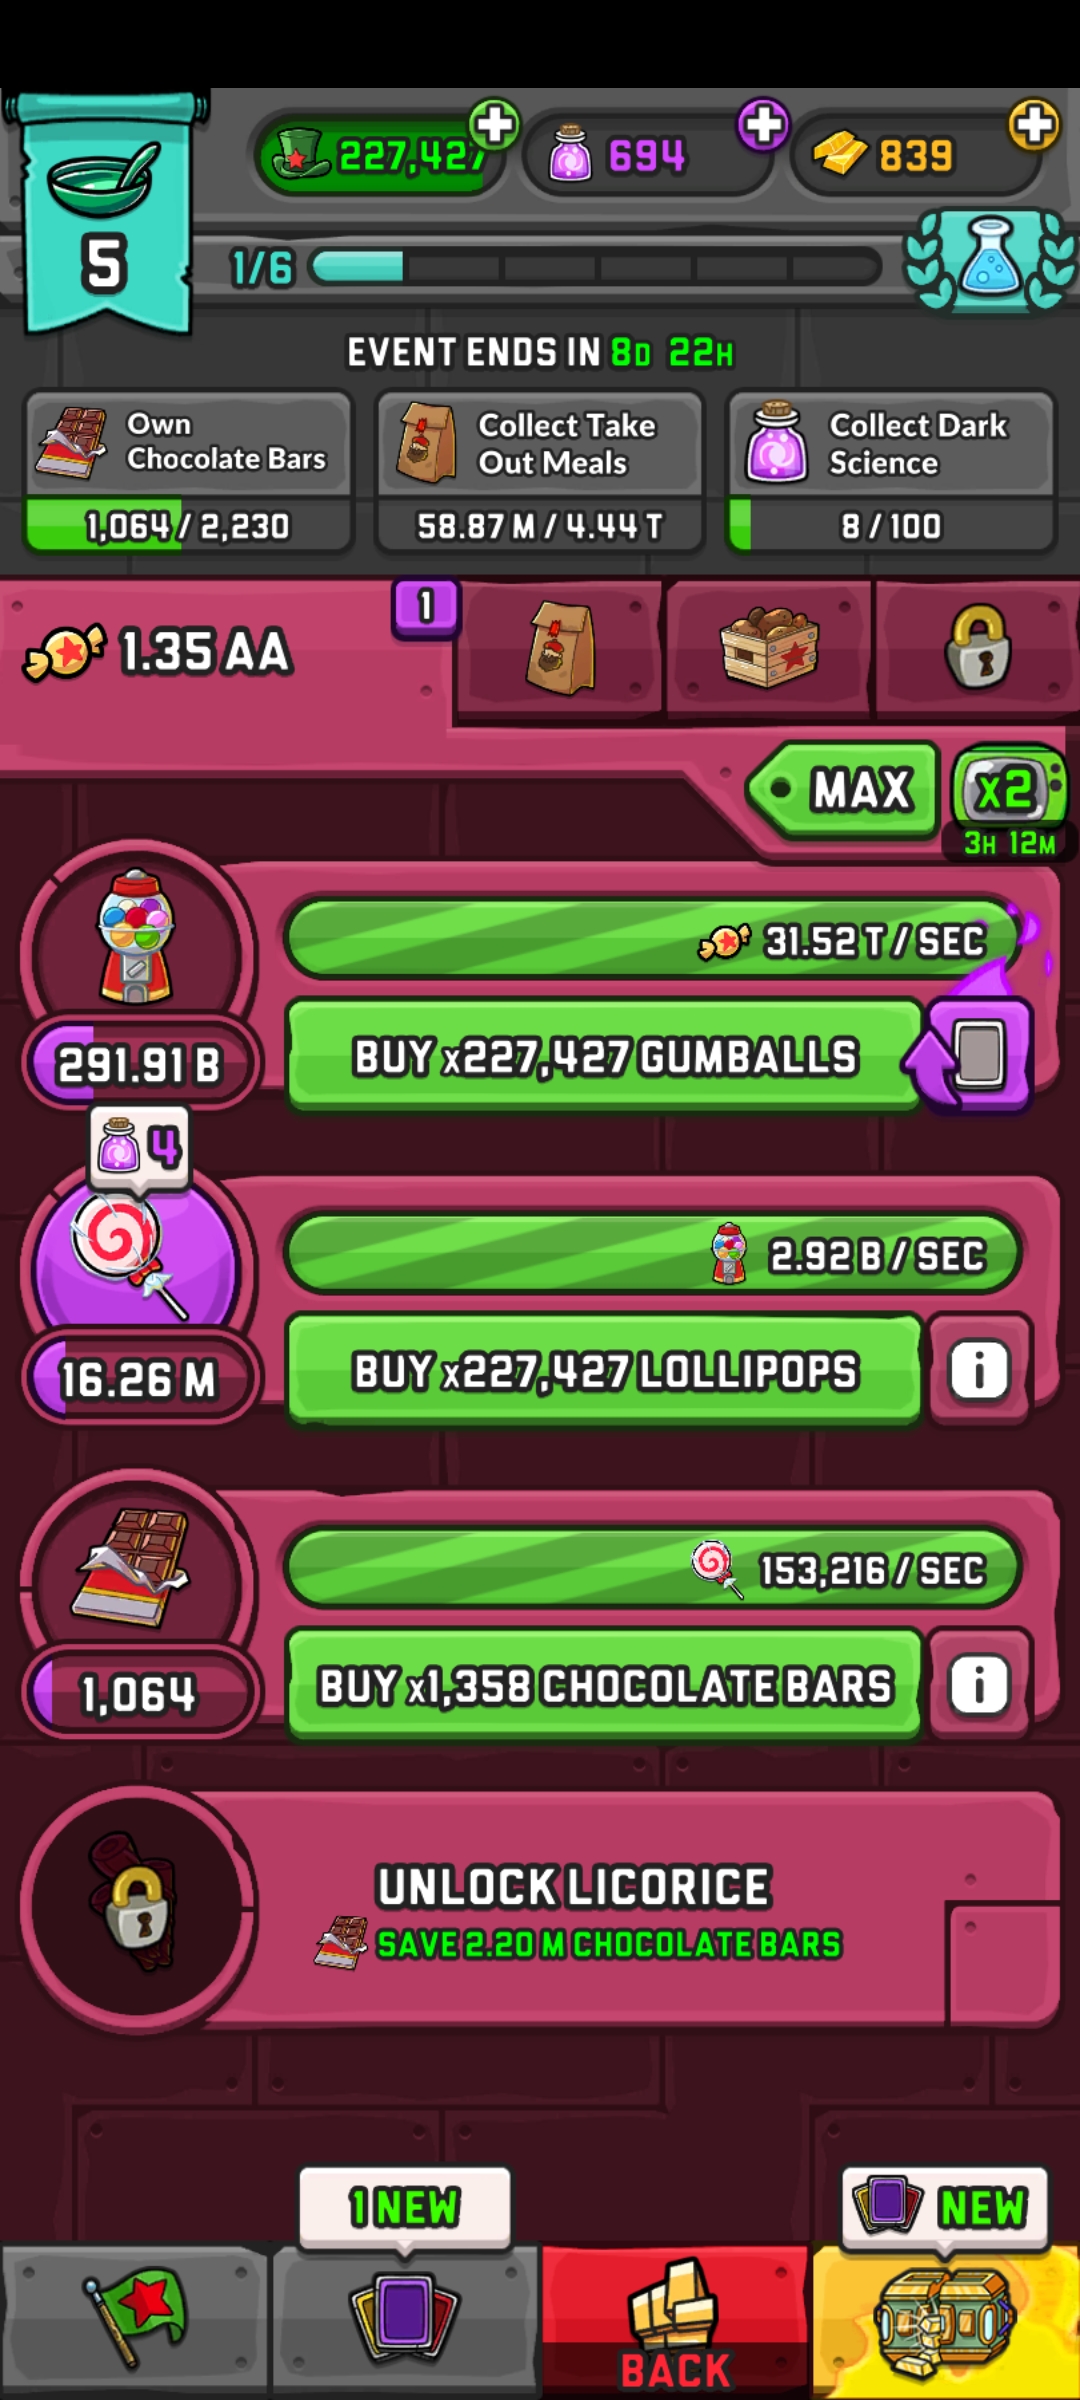 227,427
694
839
5
1/6
EVENT ENDS IN 8D 22H
Own
Chocolate Bars
1,064 / 2,230
Collect Take
Out Meals
58.87 M / 4.44 T
Collect Dark
Science
8 / 100
1.35 AA
1
MAX
x2
3H 12M
31.52 T / SEC
291.91 B
BUY x227,427 GUMBALLS
4
2.92 B / SEC
16.26 M
BUY x227,427 LOLLIPOPS
i
153,216 / SEC
1,064
BUY x1,358 CHOCOLATE BARS
i
UNLOCK LICORICE
SAVE 2.20 M CHOCOLATE BARS
1 NEW
NEW
BACK